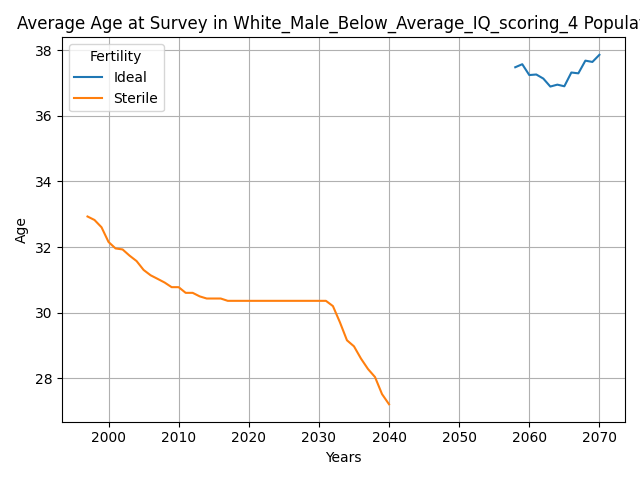 Average Age at Survey in White_Male_Below_Average_IQ_scoring_4 Popula
Fertility
Ideal
Sterile
Age
38
36
34
32
30
28
2000 2010 2020 2030 2040 2050 2060 2070
Years